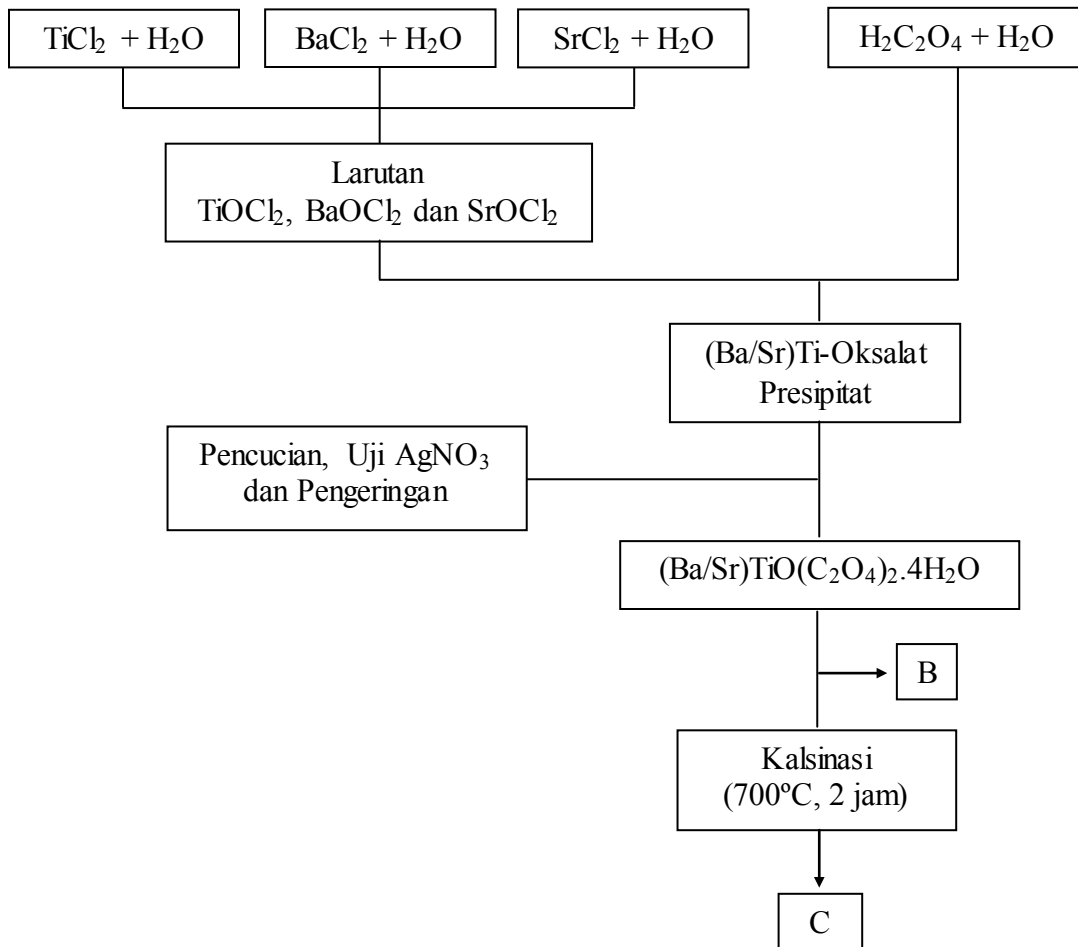 TiCl₂ + H₂O
BaCl₂ + H₂O
SrCl₂ + H₂O
H₂C₂O₄ + H₂O
Larutan
TiOCl₂, BaOCl₂ dan SrOCl₂
(Ba/Sr)Ti-Oksalat
Presipitat
Pencucian, Uji AgNO₃
dan Pengeringan
(Ba/Sr)TiO(C₂O₄)₂.4H₂O
B
Kalsinasi
(700ºC, 2 jam)
C